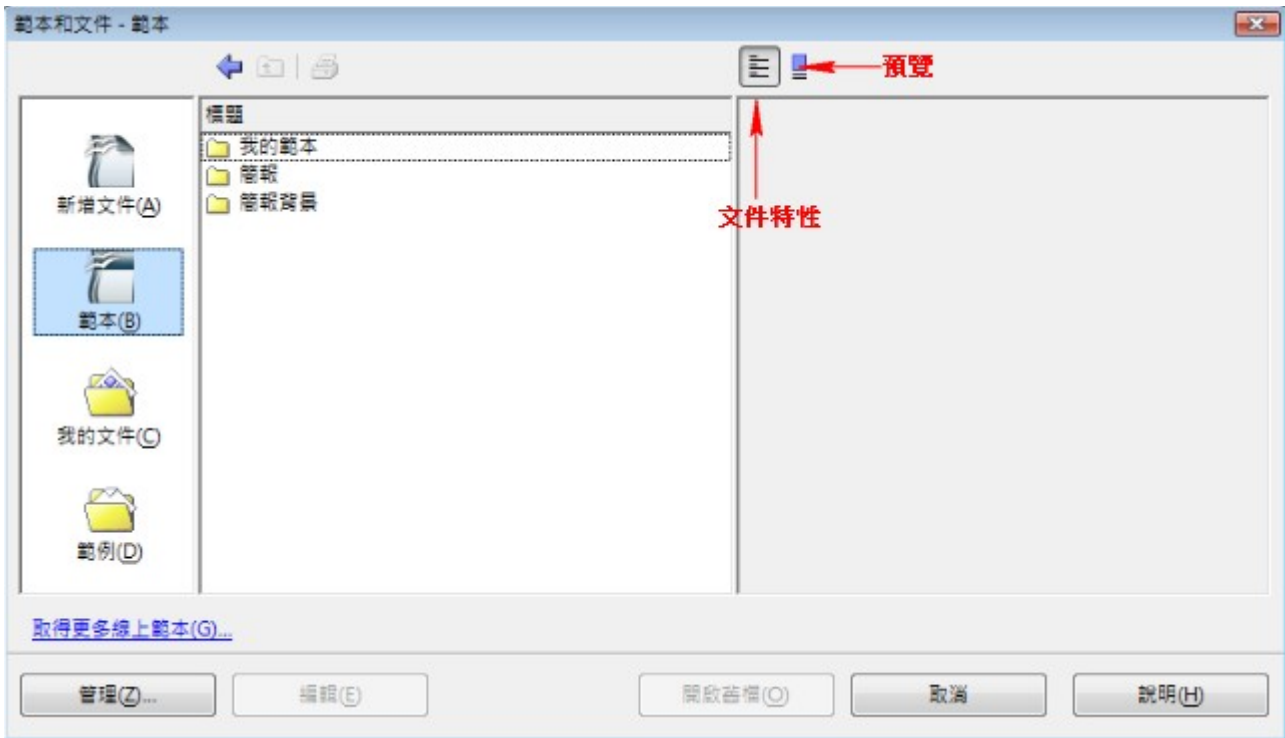 範本和文件 - 範本
預覽
標題
我的範本
簡報
簡報背景
文件特性
新增文件(A)
範本(B)
我的文件(C)
範例(D)
取得更多線上範本(G)...
管理(Z)...
編輯(E)
開啟舊檔(O)
取消
說明(H)